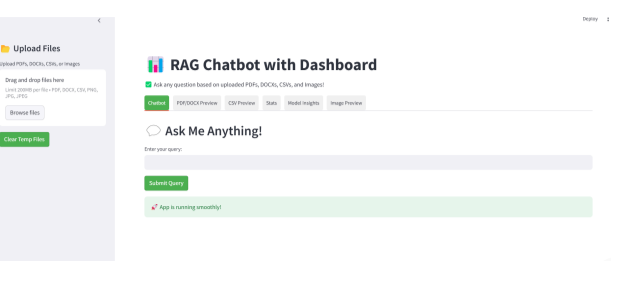 Deploy
Upload Files
Upload PDFs, DOCXs, CSVs, or Images
Drag and drop files here
Limit 200MB per file • PDF, DOCX, CSV, PNG,
JPG, JPEG
Browse files
Clear Temp Files
RAG Chatbot with Dashboard
Ask any question based on uploaded PDFs, DOCXs, CSVs, and Images!
Chatbot
PDF/DOCX Preview
CSV Preview
Stats
Model Insights
Image Preview
Ask Me Anything!
Enter your query:
Submit Query
App is running smoothly!